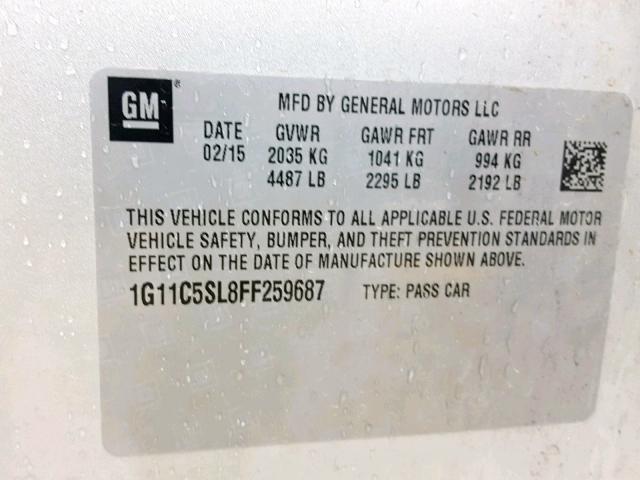 GM ®
MFD BY GENERAL MOTORS LLC
DATE GVWR GAWR FRT GAWR RR
02/15 2035 KG 1041 KG 994 KG
4487 LB 2295 LB 2192 LB
THIS VEHICLE CONFORMS TO ALL APPLICABLE U.S. FEDERAL MOTOR
VEHICLE SAFETY, BUMPER, AND THEFT PREVENTION STANDARDS IN
EFFECT ON THE DATE OF MANUFACTURE SHOWN ABOVE.
1G11C5SL8FF259687 TYPE: PASS CAR